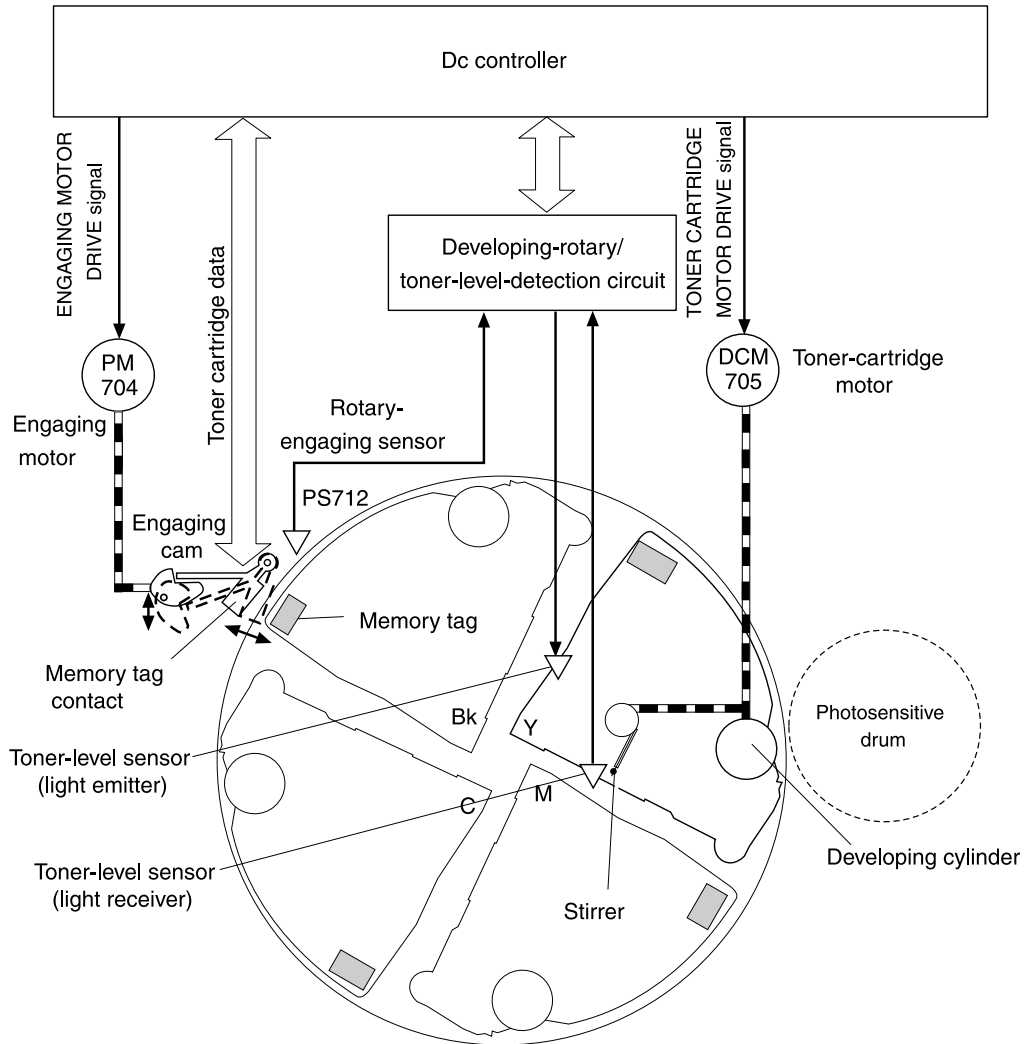 Dc controller
ENGAGING MOTOR
DRIVE signal
Toner cartridge data
TONER CARTRIDGE
MOTOR DRIVE signal
Developing-rotary/
toner-level-detection circuit
PM
704
DCM
705
Toner-cartridge
motor
Engaging
motor
Rotary-
engaging sensor
PS712
Engaging
cam
Memory tag
Memory tag
contact
Bk
Y
Photosensitive
drum
Toner-level sensor
(light emitter)
C
M
Toner-level sensor
(light receiver)
Developing cylinder
Stirrer